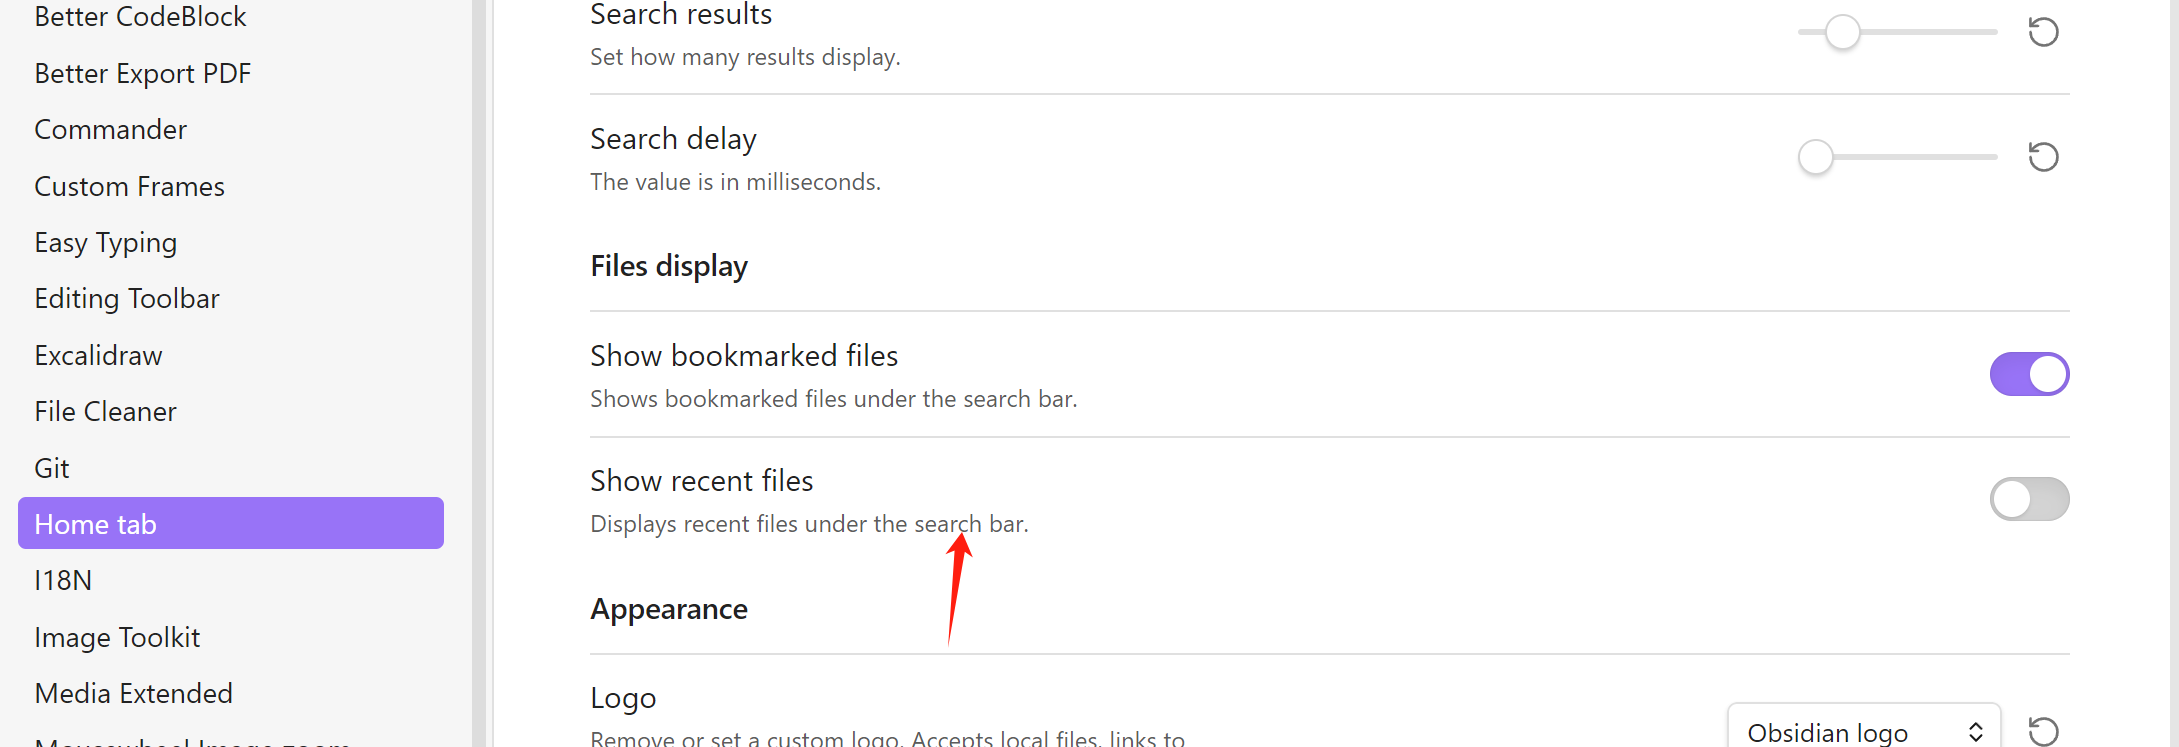 Better CodeBlock
Better Export PDF
Commander
Custom Frames
Easy Typing
Editing Toolbar
Excalidraw
File Cleaner
Git
Home tab
I18N
Image Toolkit
Media Extended
Mousewheel Image zoom
Search results
Set how many results display.
Search delay
The value is in milliseconds.
Files display
Show bookmarked files
Shows bookmarked files under the search bar.
Show recent files
Displays recent files under the search bar.
Appearance
Logo
Remove or set a custom logo. Accepts local files, links to
Obsidian logo